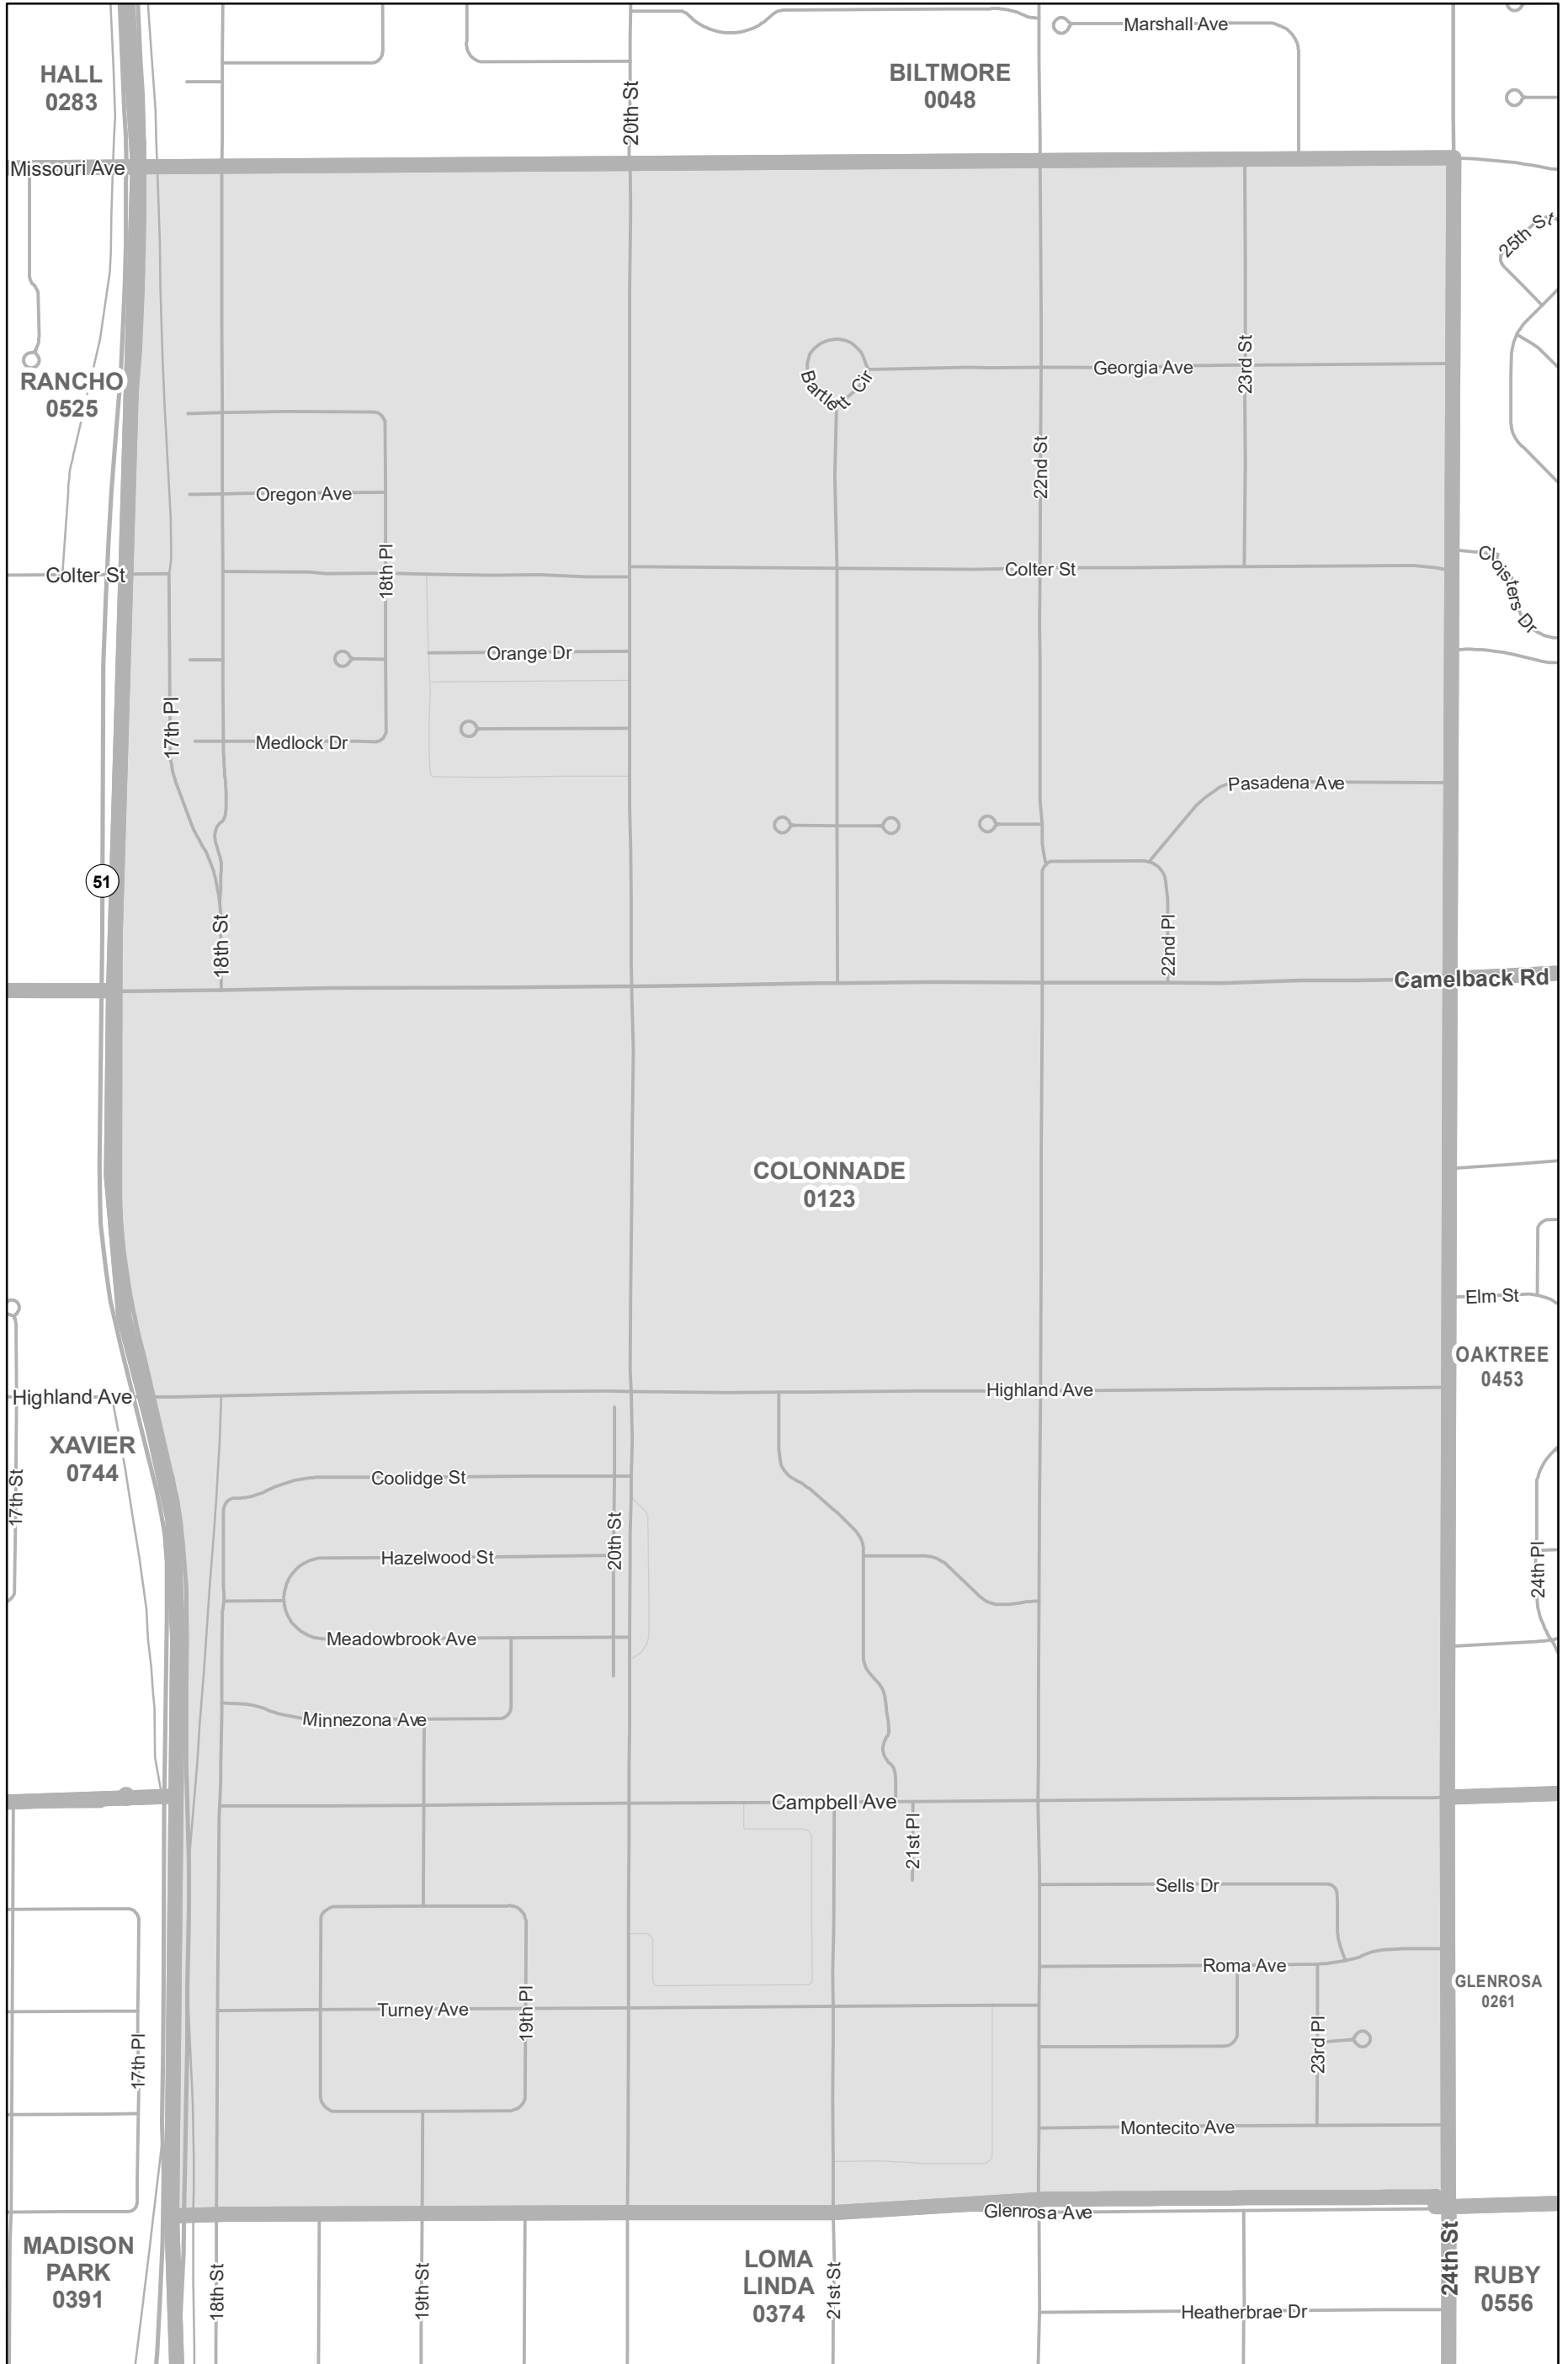 Marshall Ave
HALL
0283
BILTMORE
0048
20th St
Missouri Ave
25th St
RANCHO
0525
Bartlett Cir
Georgia Ave
23rd St
22nd St
Oregon Ave
18th Pl
Colter St
Colter St
Cloisters Dr
Orange Dr
17th Pl
Medlock Dr
Pasadena Ave
51
18th St
22nd Pl
Camelback Rd
COLONNADE
0123
Elm St
OAKTREE
0453
Highland Ave
Highland Ave
XAVIER
0744
17th St
Coolidge St
20th St
Hazelwood St
24th Pl
Meadowbrook Ave
Minnezona Ave
Campbell Ave
21st Pl
Sells Dr
Roma Ave
GLENROSA
0261
Turney Ave
19th Pl
17th Pl
23rd Pl
Montecito Ave
Glenrosa Ave
MADISON
PARK
0391
18th St
19th St
LOMA
LINDA
0374
21st St
24th St
RUBY
0556
Heatherbrae Dr